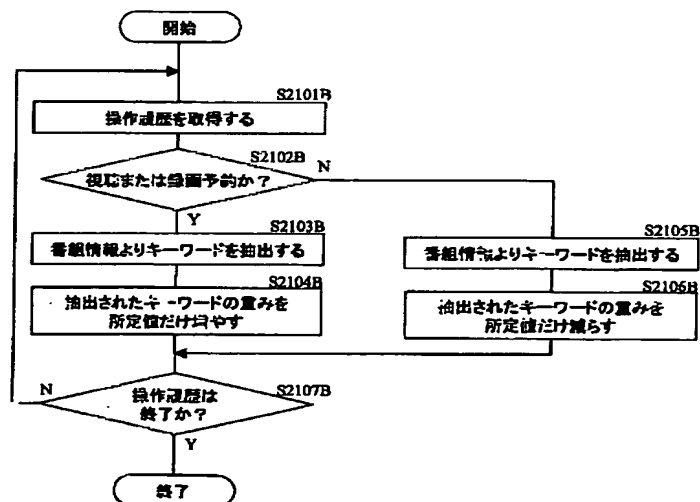 開始
S2101B
操作履歴を取得する
S2102B
視聴または録画予約か？
N
Y
S2103B
番組情報よりキーワードを抽出する
S2104B
抽出されたキーワードの重みを
所定値だけ増やす
S2105B
番組情報よりキーワードを抽出する
S2106B
抽出されたキーワードの重みを
所定値だけ減らす
S2107B
操作履歴は
終了か？
N
Y
終了